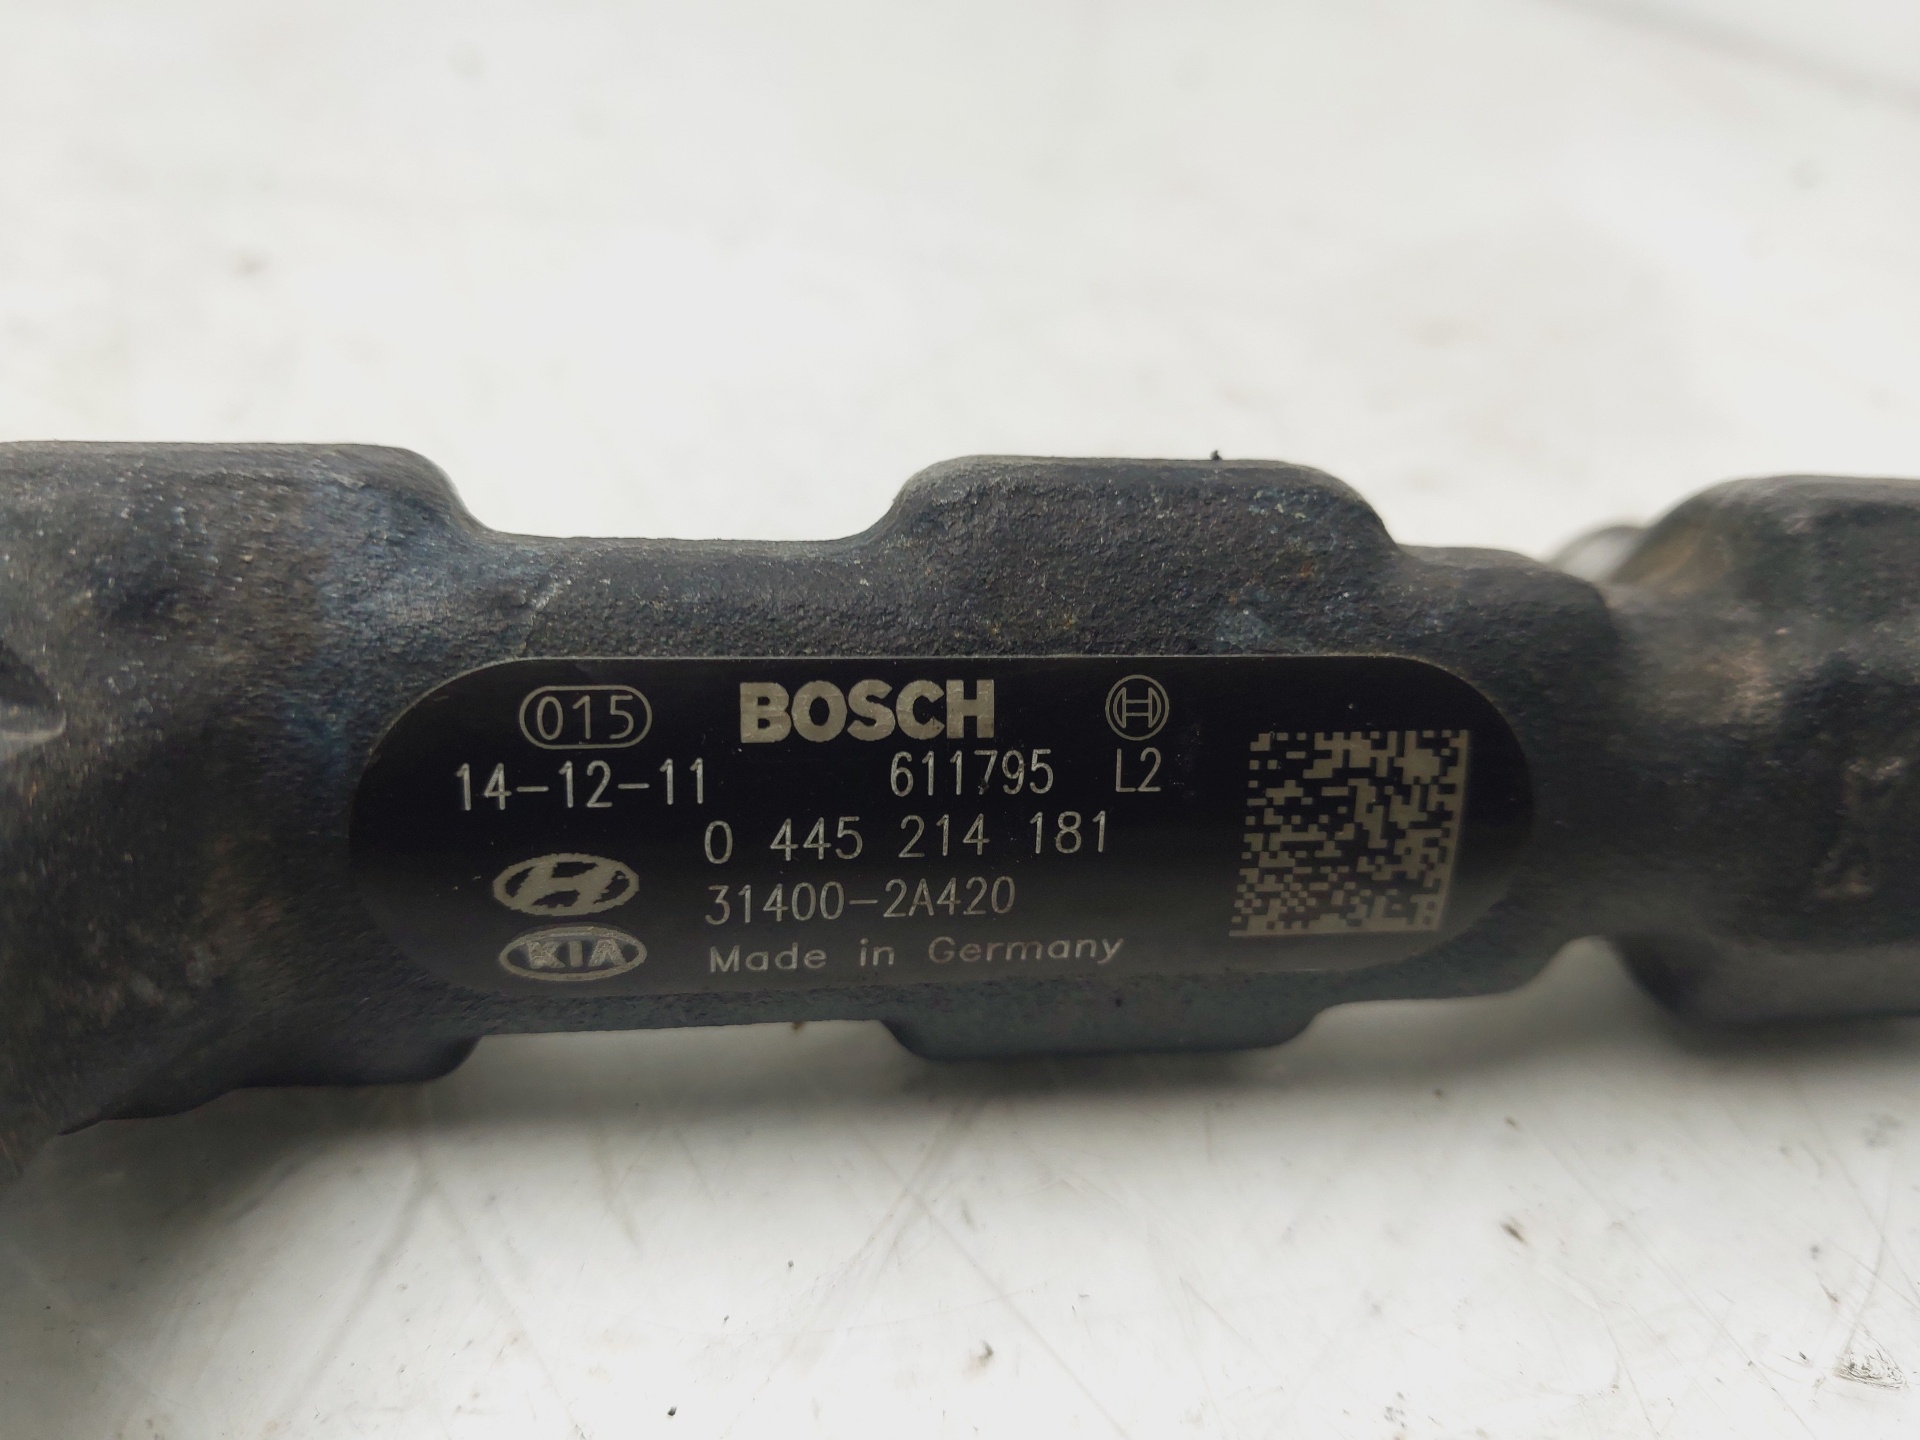 015 BOSCH H
14-12-11 611795 L2
0 445 214 181
31400-2A420
KIA Made in Germany